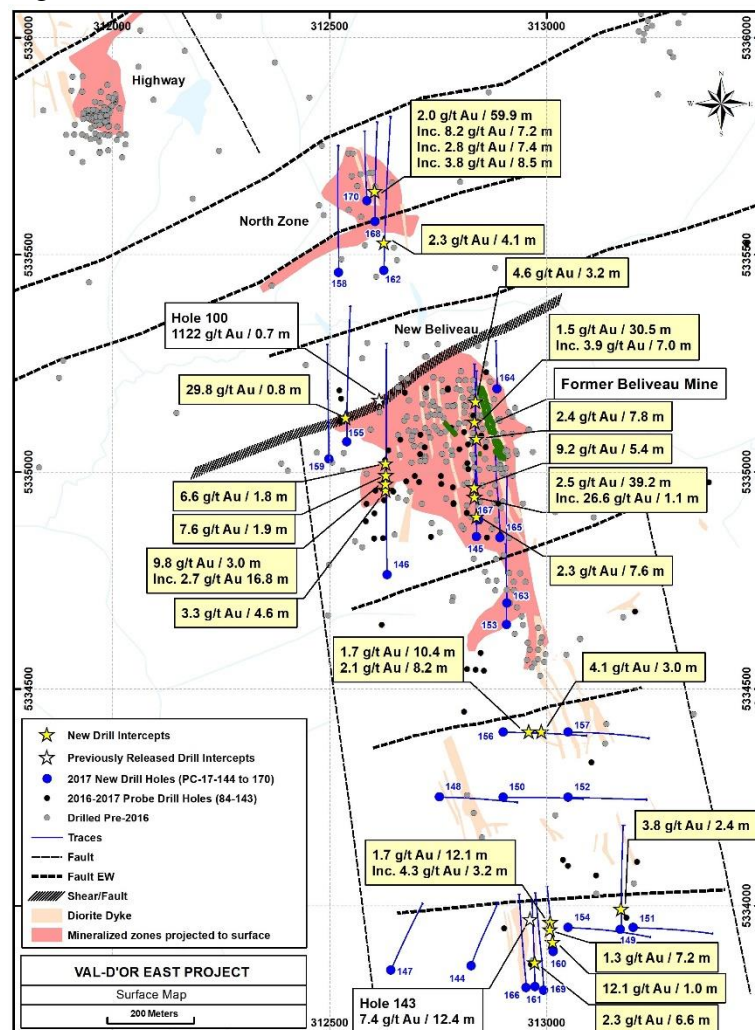 312000
312500
313000
5336000
5336000
Highway
N
W
E
S
2.0 g/t Au / 59.9 m
Inc. 8.2 g/t Au / 7.2 m
Inc. 2.8 g/t Au / 7.4 m
Inc. 3.8 g/t Au / 8.5 m
170
North Zone
168
2.3 g/t Au / 4.1 m
5335500
5335500
158
162
4.6 g/t Au / 3.2 m
Hole 100
1122 g/t Au / 0.7 m
New Beliveau
1.5 g/t Au / 30.5 m
Inc. 3.9 g/t Au / 7.0 m
164
Former Beliveau Mine
29.8 g/t Au / 0.8 m
2.4 g/t Au / 7.8 m
155
159
9.2 g/t Au / 5.4 m
5335000
5335000
6.6 g/t Au / 1.8 m
2.5 g/t Au / 39.2 m
Inc. 26.6 g/t Au / 1.1 m
167
7.6 g/t Au / 1.9 m
165
145
9.8 g/t Au / 3.0 m
Inc. 2.7 g/t Au 16.8 m
146
2.3 g/t Au / 7.6 m
163
3.3 g/t Au / 4.6 m
153
1.7 g/t Au / 10.4 m
2.1 g/t Au / 8.2 m
4.1 g/t Au / 3.0 m
5334500
5334500
156
157
148
150
152
New Drill Intercepts
Previously Released Drill Intercepts
2017 New Drill Holes (PC-17-144 to 170)
2016-2017 Probe Drill Holes (84-143)
Drilled Pre-2016
Traces
Fault
Fault EW
Shear/Fault
Diorite Dyke
Mineralized zones projected to surface
3.8 g/t Au / 2.4 m
1.7 g/t Au / 12.1 m
Inc. 4.3 g/t Au / 3.2 m
5334000
5334000
154
151
149
160
147
144
1.3 g/t Au / 7.2 m
166
161
169
12.1 g/t Au / 1.0 m
VAL-D'OR EAST PROJECT
Surface Map
200 Meters
Hole 143
7.4 g/t Au / 12.4 m
2.3 g/t Au / 6.6 m
312500
313000